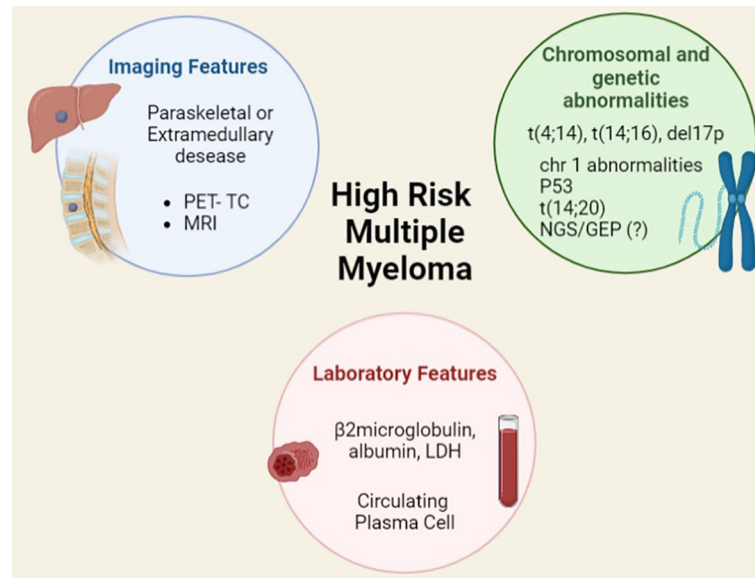 Imaging Features
Paraskeletal or
Extramedullary
desease
• PET- TC
• MRI
High Risk
Multiple
Myeloma
Chromosomal and
genetic
abnormalities
t(4;14), t(14;16), del17p
chr 1 abnormalities
P53
t(14;20)
NGS/GEP (?)
Laboratory Features
β2microglobulin,
albumin, LDH
Circulating
Plasma Cell